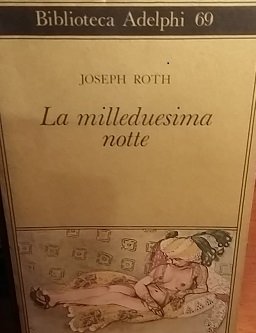 Biblioteca Adelphi 69
JOSEPH ROTH
La milleduesima
notte